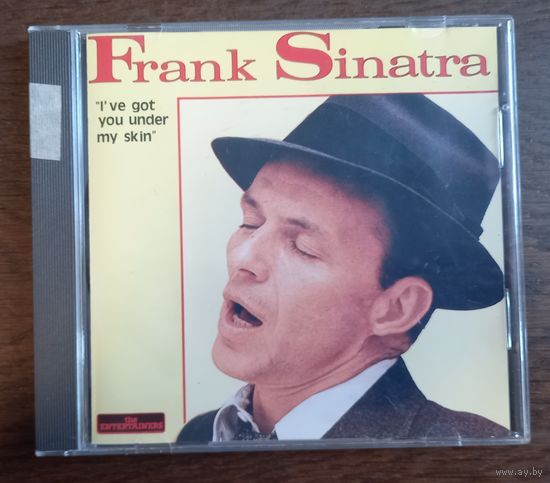 Frank Sinatra
"I've got
you under
my skin"
the
ENTERTAINERS
www.ay.by